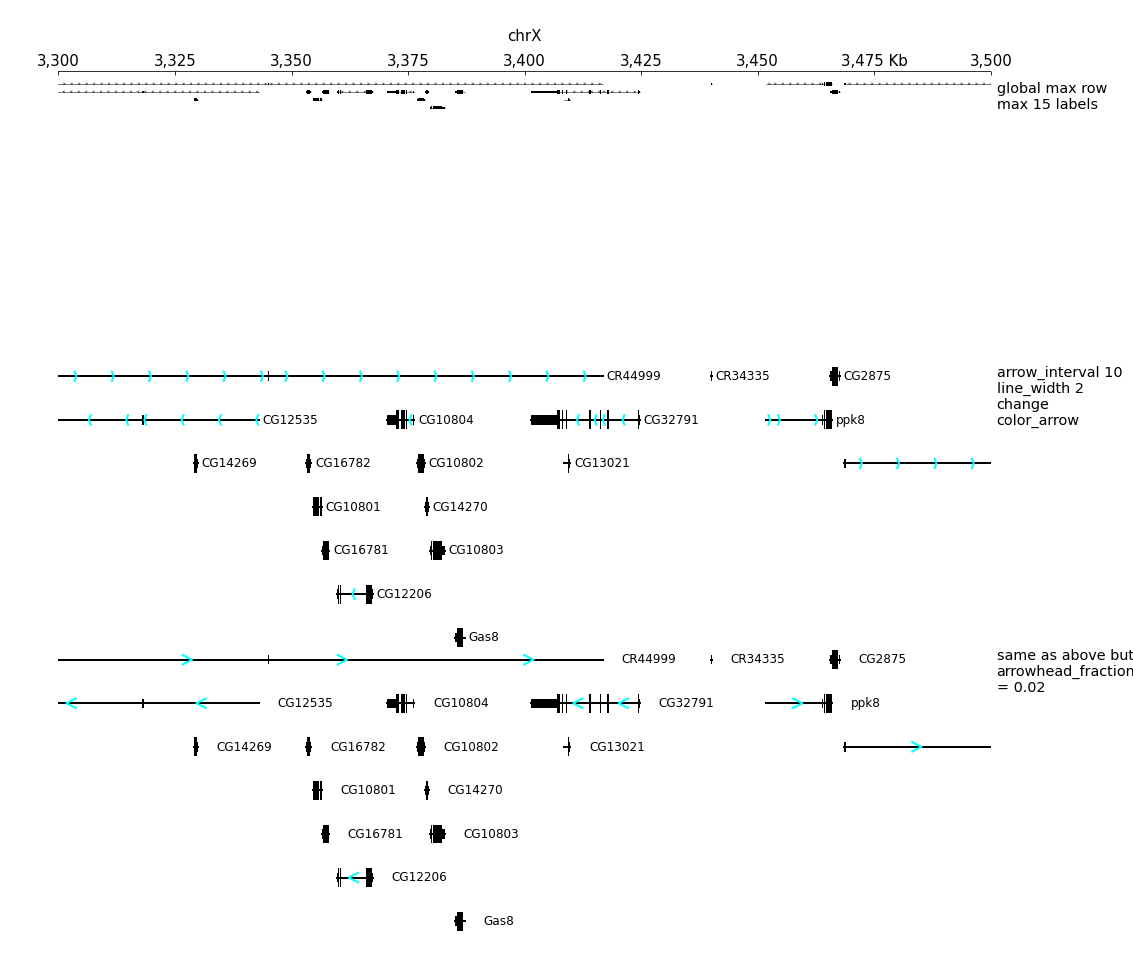 chrX
3,300 3,325 3,350 3,375 3,400 3,425 3,450 3,475 Kb 3,500
global max row
max 15 labels
CR44999 CR34335 CG2875
arrow_interval 10
line_width 2
change
color_arrow
CG12535 CG10804 CG32791 ppk8
CG14269 CG16782 CG10802 CG13021
CG10801 CG14270
CG16781 CG10803
CG12206
Gas8
CR44999 CR34335 CG2875
same as above but
arrowhead_fraction
= 0.02
CG12535 CG10804 CG32791 ppk8
CG14269 CG16782 CG10802 CG13021
CG10801 CG14270
CG16781 CG10803
CG12206
Gas8